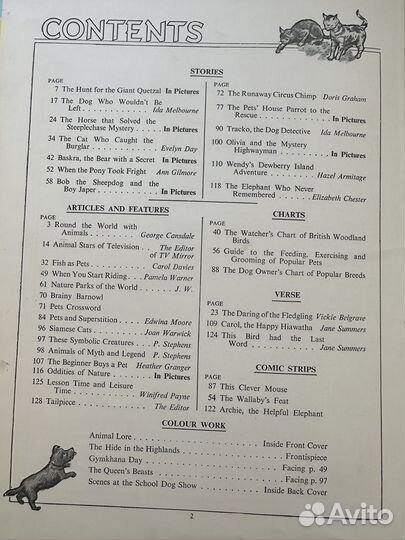 CONTENTS
STORIES
PAGE
7 The Hunt for the Giant Quetzal In Pictures
17 The Dog Who Wouldn't Be
Left . . . . Ida Melbourne
24 The Horse that Solved the
Steeplechase Mystery . . . . In Pictures
34 The Cat Who Caught the
Burglar . . . . Evelyn Day
42 Baskra, the Bear with a Secret In Pictures
52 When the Pony Took Fright Ann Gilmore
58 Bob the Sheepdog and the
Boy Japer . . . . In Pictures
PAGE
72 The Runaway Circus Chimp Doris Graham
77 The Pets' House Parrot to the
Rescue . . . . In Pictures
90 Tracko, the Dog Detective Ida Melbourne
100 Olivia and the Mystery
Highwayman . . . . In Pictures
110 Wendy's Dewberry Island
Adventure . . . . Hazel Armitage
118 The Elephant Who Never
Remembered . . . . Elizabeth Chester
ARTICLES AND FEATURES
PAGE
3 Round the World with
Animals . . . . George Cansdale
14 Animal Stars of Television . . The Editor
of TV Mirror
32 Fish as Pets . . . . Carol Davies
49 When You Start Riding . . Pamela Warner
61 Nature Parks of the World . . . . J. W.
70 Brainy Barnowl
71 Pets Crossword
84 Pets and Superstition . . Edwina Moore
96 Siamese Cats . . . . Joan Warwick
97 These Symbolic Creatures . . P. Stephens
98 Animals of Myth and Legend P. Stephens
107 The Beginner Buys a Pet Heather Granger
116 Oddities of Nature . . . . In Pictures
125 Lesson Time and Leisure
Time . . . . Winifred Payne
128 Tailpiece . . . . The Editor
CHARTS
PAGE
40 The Watcher's Chart of British Woodland
Birds
56 Guide to the Feeding, Exercising and
Grooming of Popular Pets
88 The Dog Owner's Chart of Popular Breeds
VERSE
23 The Daring of the Fledgling Vickie Belgrave
109 Carol, the Happy Hiawatha Jane Summers
124 This Bird had the Last
Word . . . . Jane Summers
COMIC STRIPS
PAGE
87 This Clever Mouse
54 The Wallaby's Feat
122 Archie, the Helpful Elephant
COLOUR WORK
Animal Lore . . . . Inside Front Cover
The Hide in the Highlands . . . . Frontispiece
Gymkhana Day . . . . Facing p. 49
The Queen's Beasts . . . . Facing p. 97
Scenes at the School Dog Show . . . . Inside Back Cover
2
Avito